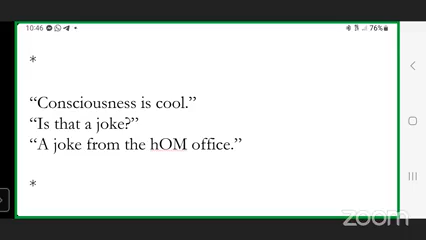 10:46
76%
*
“Consciousness is cool.”
“Is that a joke?”
“A joke from the hOM office.”
*
zoom